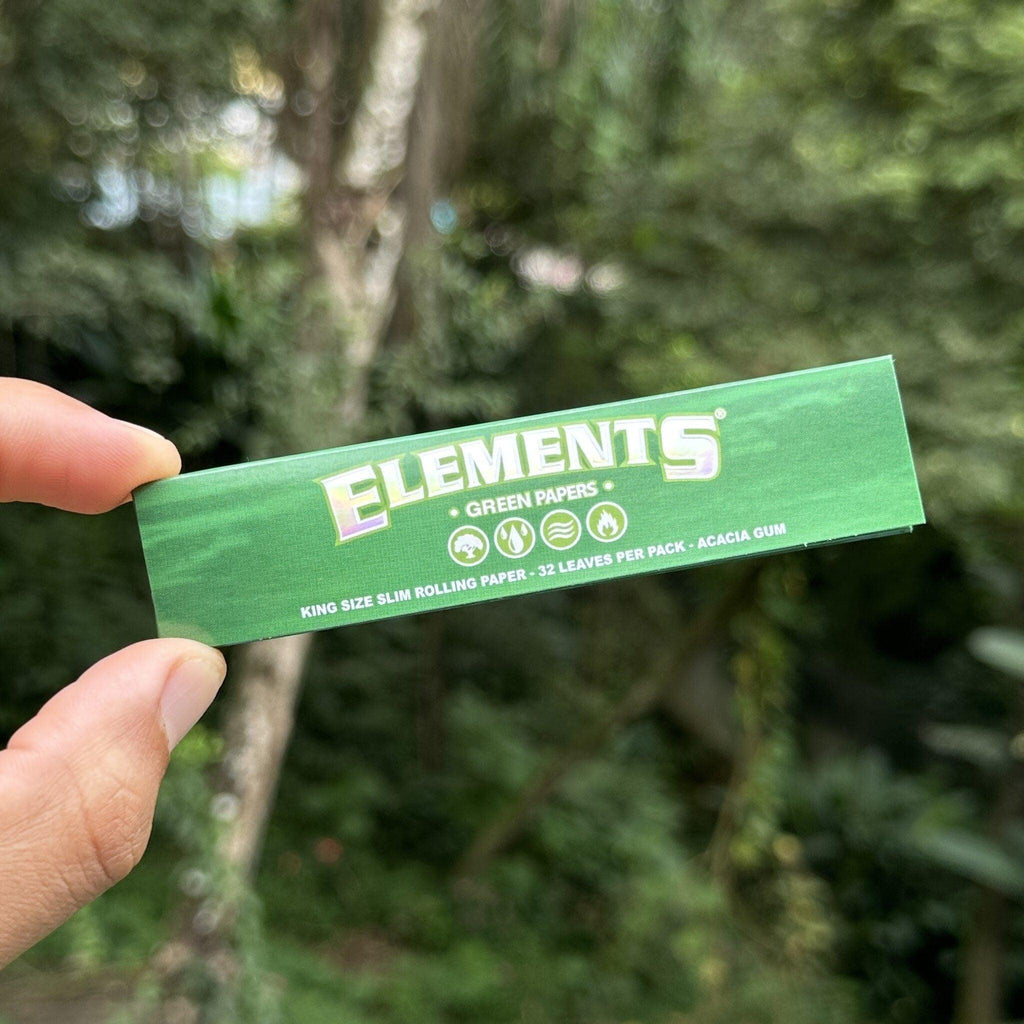 ELEMENTS®
• GREEN PAPERS •
KING SIZE SLIM ROLLING PAPER - 32 LEAVES PER PACK - ACACIA GUM